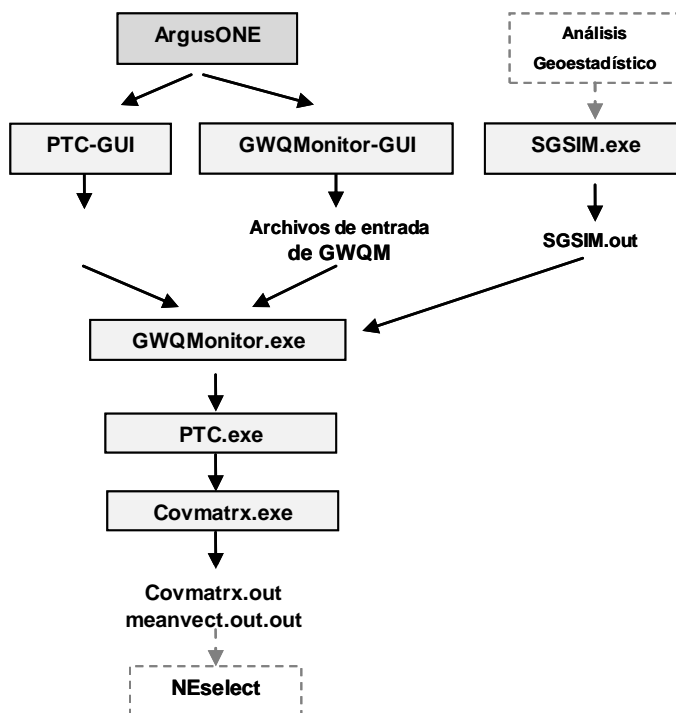 ArgusONE
Análisis
Geoestadístico
PTC-GUI
GWQMonitor-GUI
SGSIM.exe
Archivos de entrada
de GWQM
SGSIM.out
GWQMonitor.exe
PTC.exe
Covmatrx.exe
Covmatrx.out
meanvect.out.out
NEselect